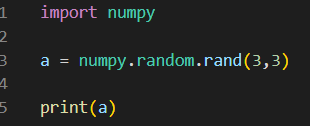 1 import numpy
2
3 a = numpy.random.rand(3,3)
4
5 print(a)